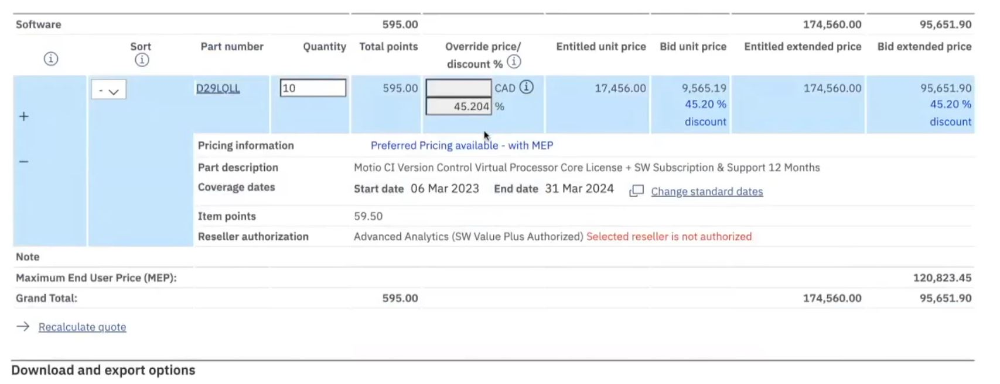 Software 595.00 174,560.00 95,651.90
Sort Part number Quantity Total points Override price/ discount % Entitled unit price Bid unit price Entitled extended price Bid extended price
- D29LQLL 10 595.00 CAD 17,456.00 9,565.19 174,560.00 95,651.90
45.204 % 45.20 % 45.20 %
discount discount
Pricing information Preferred Pricing available - with MEP
Part description Motio CI Version Control Virtual Processor Core License + SW Subscription & Support 12 Months
Coverage dates Start date 06 Mar 2023 End date 31 Mar 2024 Change standard dates
Item points 59.50
Reseller authorization Advanced Analytics (SW Value Plus Authorized) Selected reseller is not authorized
Note
Maximum End User Price (MEP): 120,823.45
Grand Total: 595.00 174,560.00 95,651.90
Recalculate quote
Download and export options